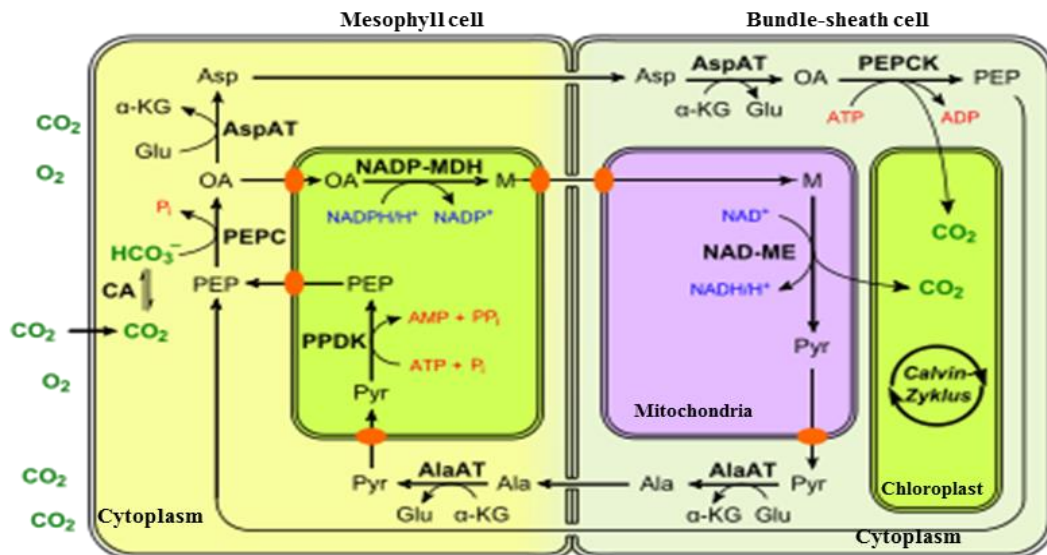 Mesophyll cell
Bundle-sheath cell
Asp
Asp
AspAT
OA
PEPCK
PEP
α-KG
α-KG
Glu
ATP
ADP
CO₂
AspAT
Glu
O₂
OA
OA
NADP-MDH
M
M
Pᵢ
NADPH/H⁺
NADP⁺
NAD⁺
CO₂
PEPC
HCO₃⁻
NAD-ME
PEP
PEP
NADH/H⁺
CO₂
CA
CO₂
CO₂
PPDK
AMP + PPᵢ
ATP + Pᵢ
Pyr
Calvin-
Zyklus
O₂
Pyr
Mitochondria
CO₂
Pyr
AlaAT
Ala
Ala
AlaAT
Pyr
Chloroplast
Glu
α-KG
α-KG
Glu
CO₂
Cytoplasm
Cytoplasm